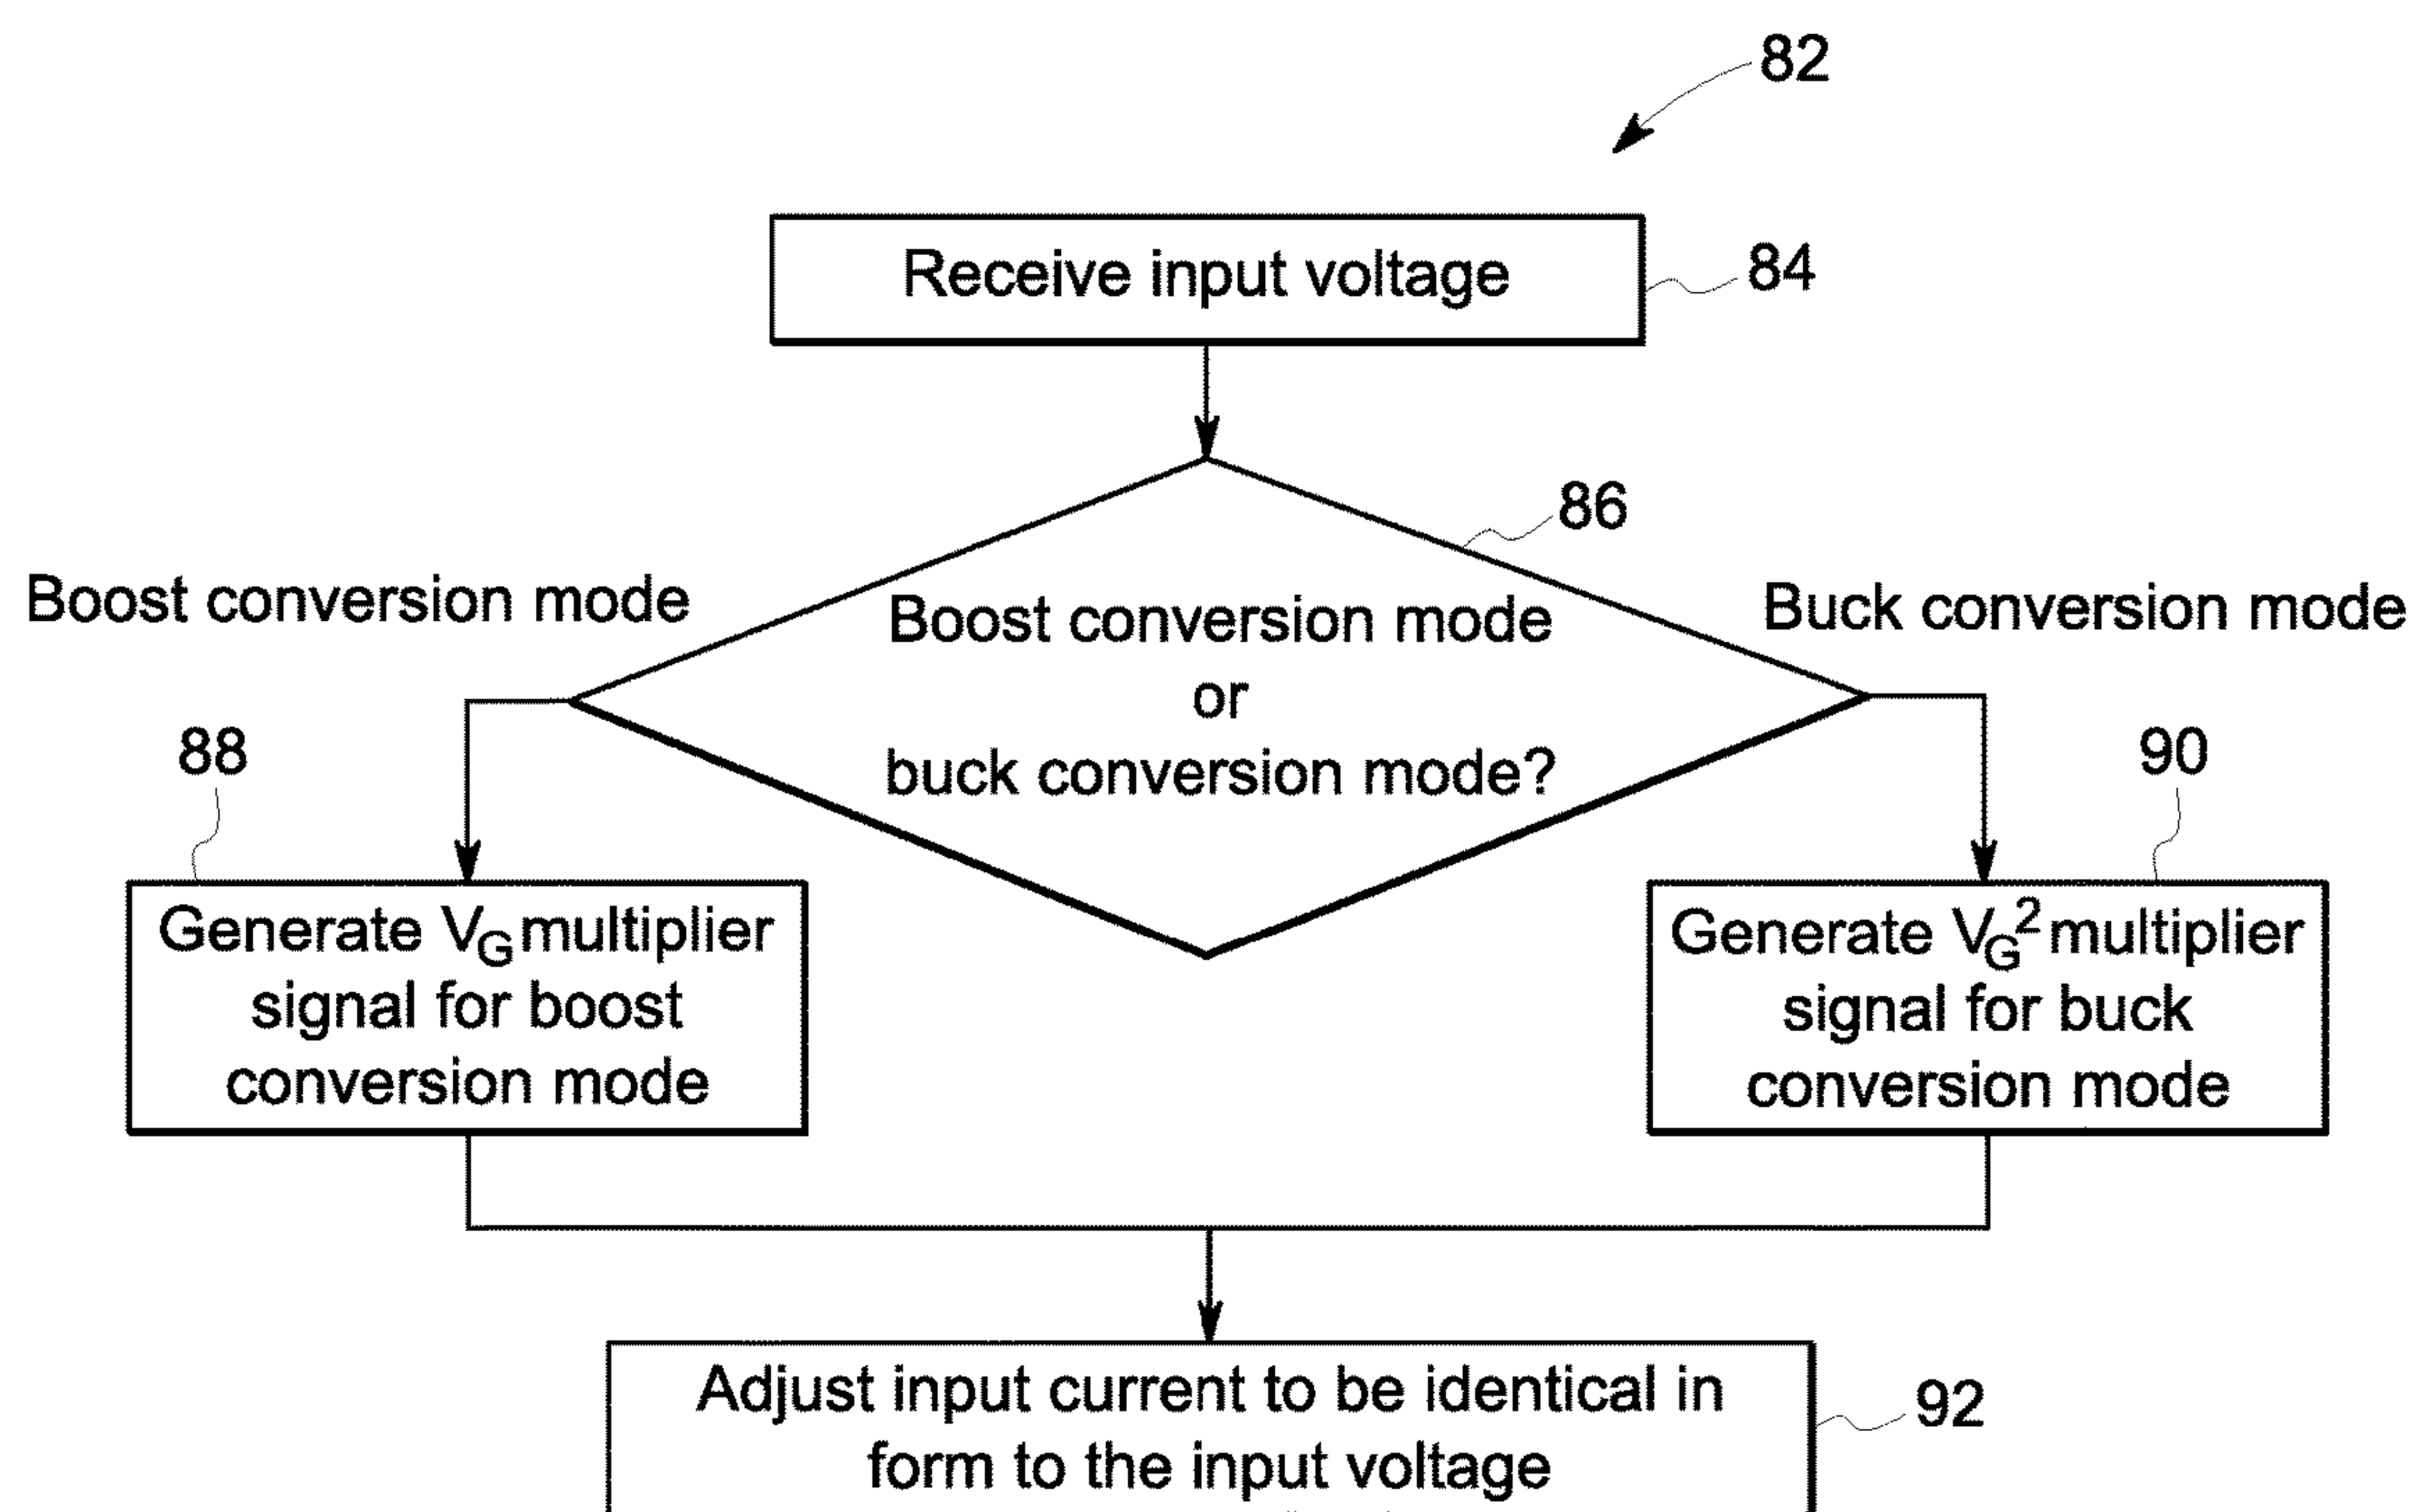 82
Receive input voltage
84
86
Boost conversion mode
Boost conversion mode
or
buck conversion mode?
Buck conversion mode
88
90
Generate VG multiplier
signal for boost
conversion mode
Generate VG² multiplier
signal for buck
conversion mode
Adjust input current to be identical in
form to the input voltage
92